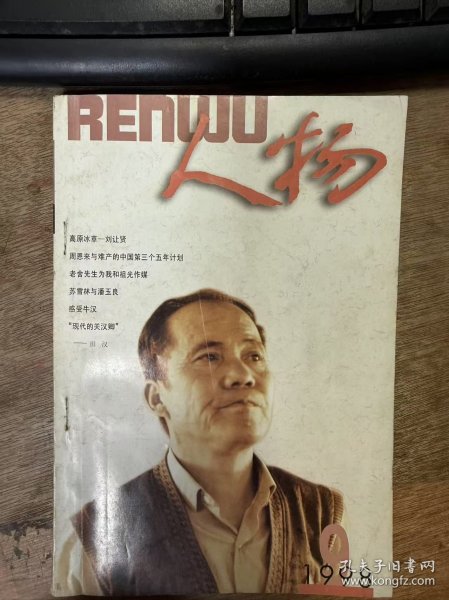 RENWU
人物
高原冰草—刘让贤
周恩来与难产的中国第三个五年计划
老舍先生为我和祖光作媒
苏雪林与潘玉良
感受牛汉
“现代的关汉卿”
——田 汉
孔夫子旧书网
kongfz.com